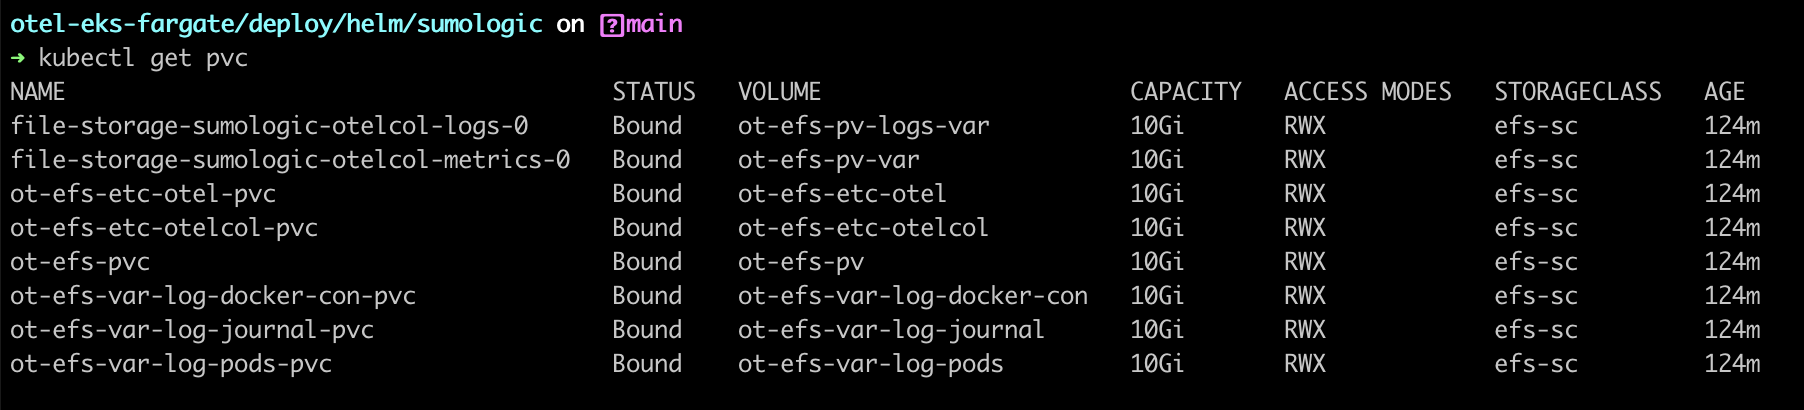 otel-eks-fargate/deploy/helm/sumologic on ?main
→ kubectl get pvc
NAME STATUS VOLUME CAPACITY ACCESS MODES STORAGECLASS AGE
file-storage-sumologic-otelcol-logs-0 Bound ot-efs-pv-logs-var 10Gi RWX efs-sc 124m
file-storage-sumologic-otelcol-metrics-0 Bound ot-efs-pv-var 10Gi RWX efs-sc 124m
ot-efs-etc-otel-pvc Bound ot-efs-etc-otel 10Gi RWX efs-sc 124m
ot-efs-etc-otelcol-pvc Bound ot-efs-etc-otelcol 10Gi RWX efs-sc 124m
ot-efs-pvc Bound ot-efs-pv 10Gi RWX efs-sc 124m
ot-efs-var-log-docker-con-pvc Bound ot-efs-var-log-docker-con 10Gi RWX efs-sc 124m
ot-efs-var-log-journal-pvc Bound ot-efs-var-log-journal 10Gi RWX efs-sc 124m
ot-efs-var-log-pods-pvc Bound ot-efs-var-log-pods 10Gi RWX efs-sc 124m